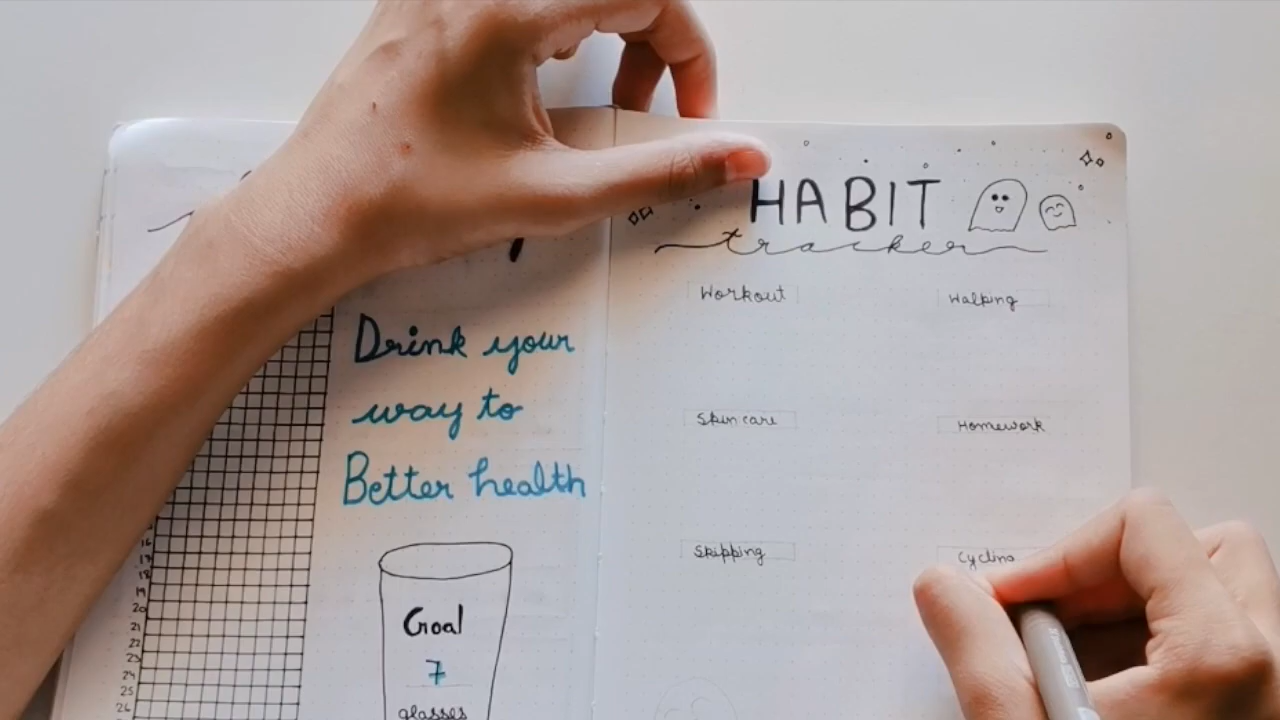 Drink your
way to
Better health
Goal
7
glasses
16
17
18
19
20
21
22
23
24
25
26
HABIT
tracker
Workout
Walking
Skin care
Homework
Skipping
Cyclin